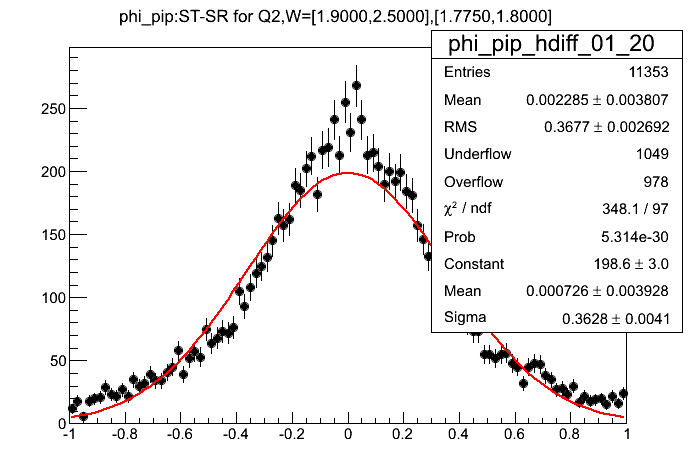 phi_pip:ST-SR for Q2,W=[1.9000,2.5000],[1.7750,1.8000]
phi_pip_hdiff_01_20
Entries 11353
Mean 0.002285 ± 0.003807
RMS 0.3677 ± 0.002692
Underflow 1049
Overflow 978
χ² / ndf 348.1 / 97
Prob 5.314e-30
Constant 198.6 ± 3.0
Mean 0.000726 ± 0.003928
Sigma 0.3628 ± 0.0041
250
200
150
100
50
0
-1 -0.8 -0.6 -0.4 -0.2 0 0.2 0.4 0.6 0.8 1